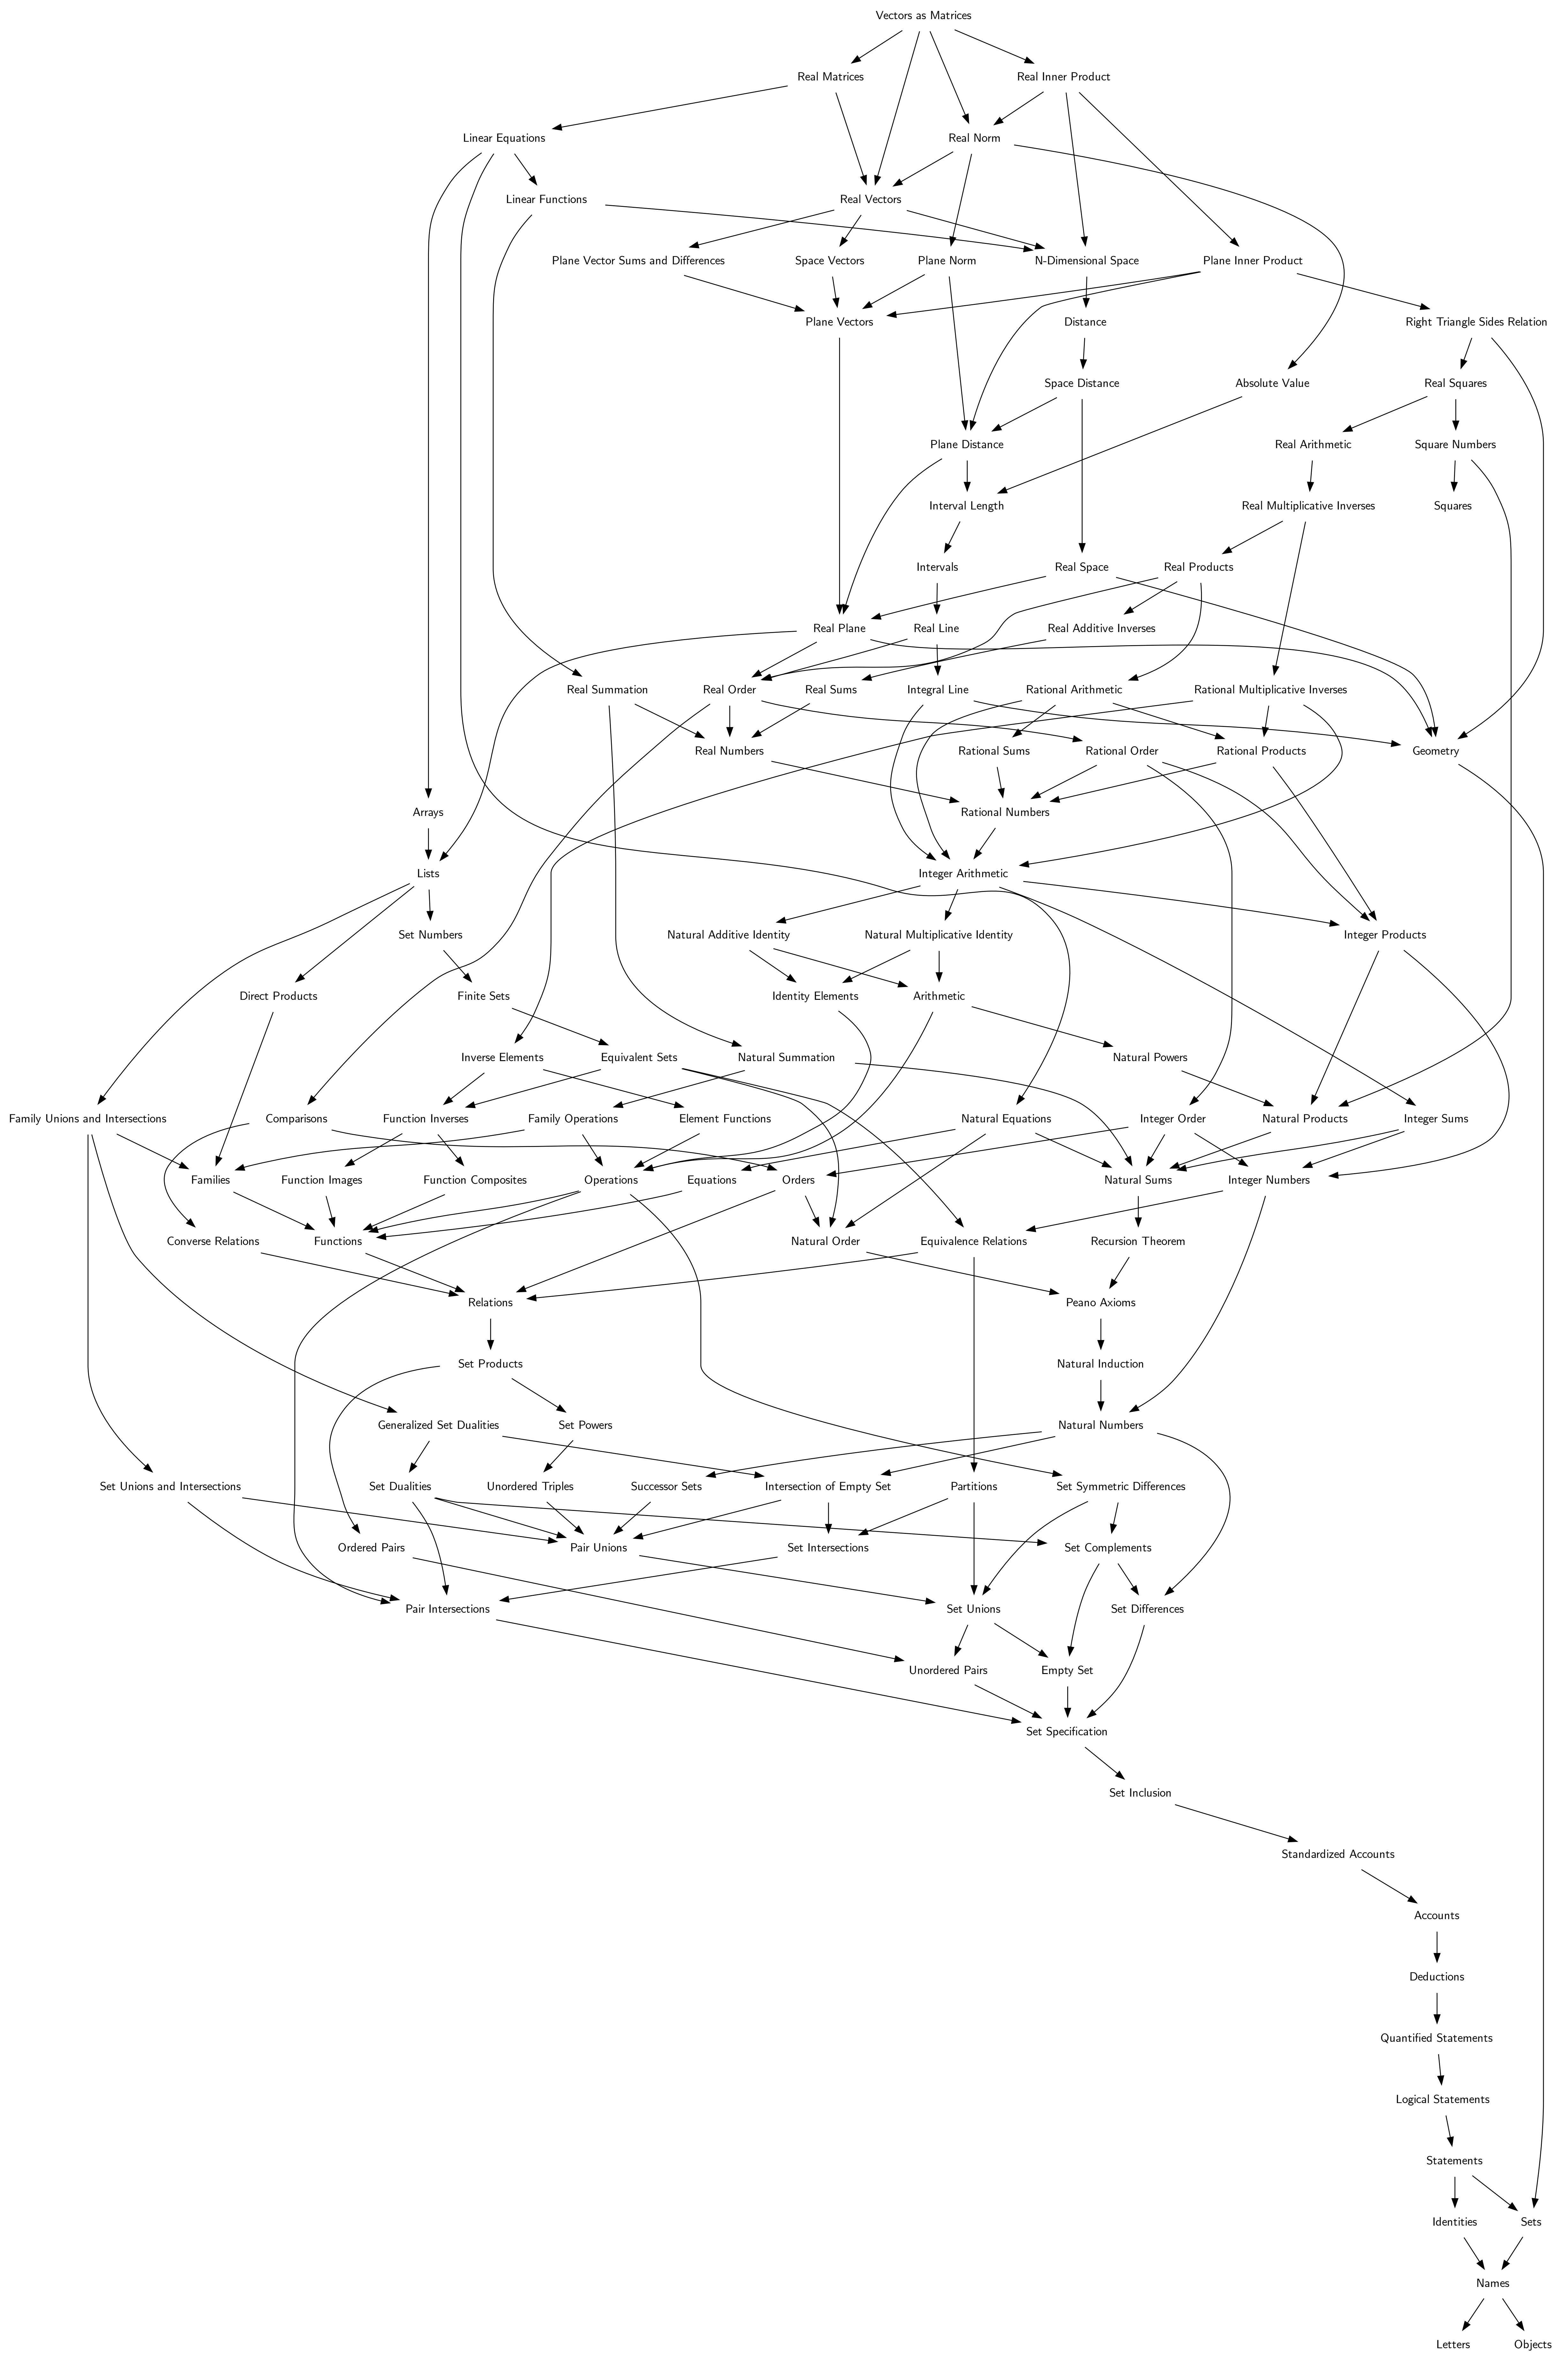 Vectors as Matrices
Real Matrices
Real Inner Product
Linear Equations
Real Norm
Linear Functions
Real Vectors
Plane Vector Sums and Differences
Space Vectors
Plane Norm
N-Dimensional Space
Plane Inner Product
Plane Vectors
Distance
Right Triangle Sides Relation
Space Distance
Absolute Value
Real Squares
Plane Distance
Real Arithmetic
Square Numbers
Interval Length
Real Multiplicative Inverses
Squares
Intervals
Real Space
Real Products
Real Plane
Real Line
Real Additive Inverses
Real Summation
Real Order
Real Sums
Integral Line
Rational Arithmetic
Rational Multiplicative Inverses
Real Numbers
Rational Sums
Rational Order
Rational Products
Geometry
Arrays
Rational Numbers
Lists
Integer Arithmetic
Set Numbers
Natural Additive Identity
Natural Multiplicative Identity
Integer Products
Direct Products
Finite Sets
Identity Elements
Arithmetic
Inverse Elements
Equivalent Sets
Natural Summation
Natural Powers
Family Unions and Intersections
Comparisons
Function Inverses
Family Operations
Element Functions
Natural Equations
Integer Order
Natural Products
Integer Sums
Families
Function Images
Function Composites
Operations
Equations
Orders
Natural Sums
Integer Numbers
Converse Relations
Functions
Natural Order
Equivalence Relations
Recursion Theorem
Relations
Peano Axioms
Set Products
Natural Induction
Generalized Set Dualities
Set Powers
Natural Numbers
Set Unions and Intersections
Set Dualities
Unordered Triples
Successor Sets
Intersection of Empty Set
Partitions
Set Symmetric Differences
Ordered Pairs
Pair Unions
Set Intersections
Set Complements
Pair Intersections
Set Unions
Set Differences
Unordered Pairs
Empty Set
Set Specification
Set Inclusion
Standardized Accounts
Accounts
Deductions
Quantified Statements
Logical Statements
Statements
Identities
Sets
Names
Letters
Objects